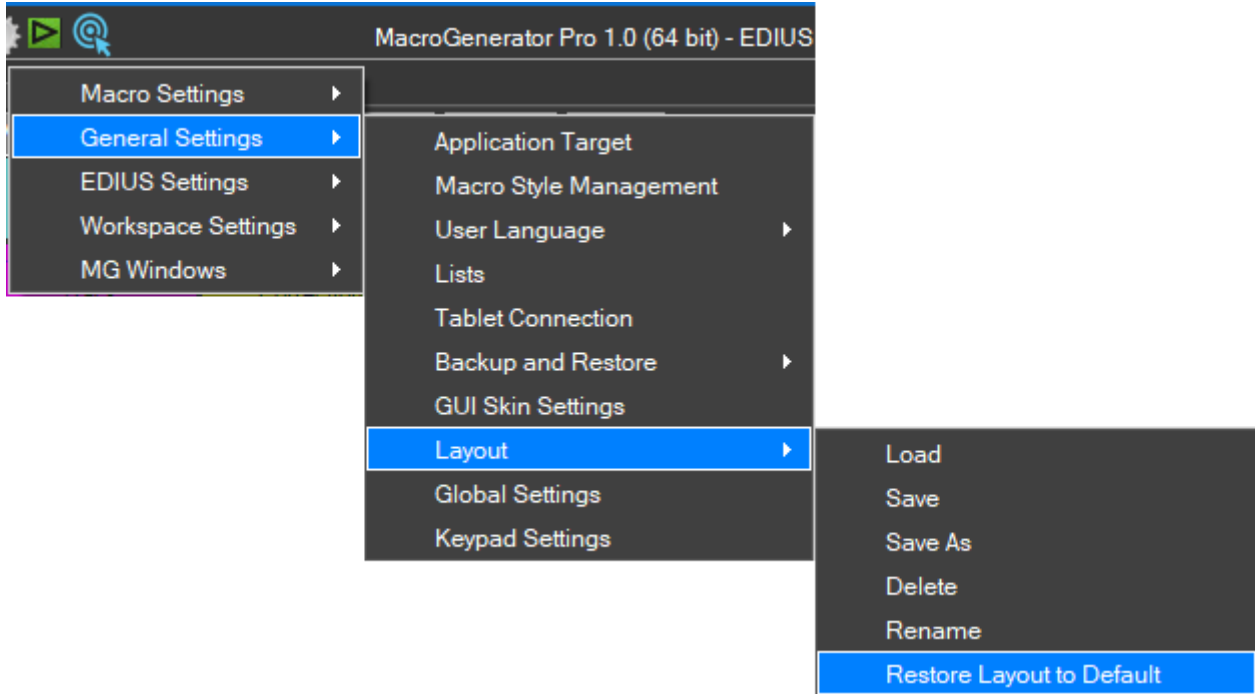 MacroGenerator Pro 1.0 (64 bit) - EDIUS
Macro Settings
General Settings
EDIUS Settings
Workspace Settings
MG Windows
Application Target
Macro Style Management
User Language
Lists
Tablet Connection
Backup and Restore
GUI Skin Settings
Layout
Global Settings
Keypad Settings
Load
Save
Save As
Delete
Rename
Restore Layout to Default